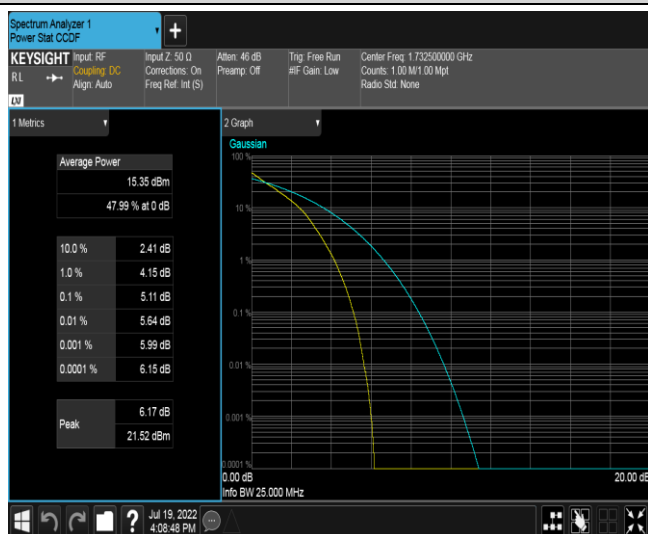 Spectrum Analyzer 1
Power Stat CCDF
KEYSIGHT
RL
LXI
Input: RF
Coupling: DC
Align: Auto
Input Z: 50 Ω
Corrections: On
Freq Ref: Int (S)
Atten: 46 dB
Preamp: Off
Trig: Free Run
#IF Gain: Low
Center Freq: 1.732500000 GHz
Counts: 1.00 M/1.00 Mpt
Radio Std: None
1 Metrics
Average Power
15.35 dBm
47.99 % at 0 dB
10.0 % 2.41 dB
1.0 % 4.15 dB
0.1 % 5.11 dB
0.01 % 5.64 dB
0.001 % 5.99 dB
0.0001 % 6.15 dB
Peak
6.17 dB
21.52 dBm
2 Graph
Gaussian
100 %
10 %
1 %
0.1 %
0.01 %
0.001 %
0.0001 %
0.00 dB 20.00 dB
Info BW 25.000 MHz
?
Jul 19, 2022
4:08:48 PM